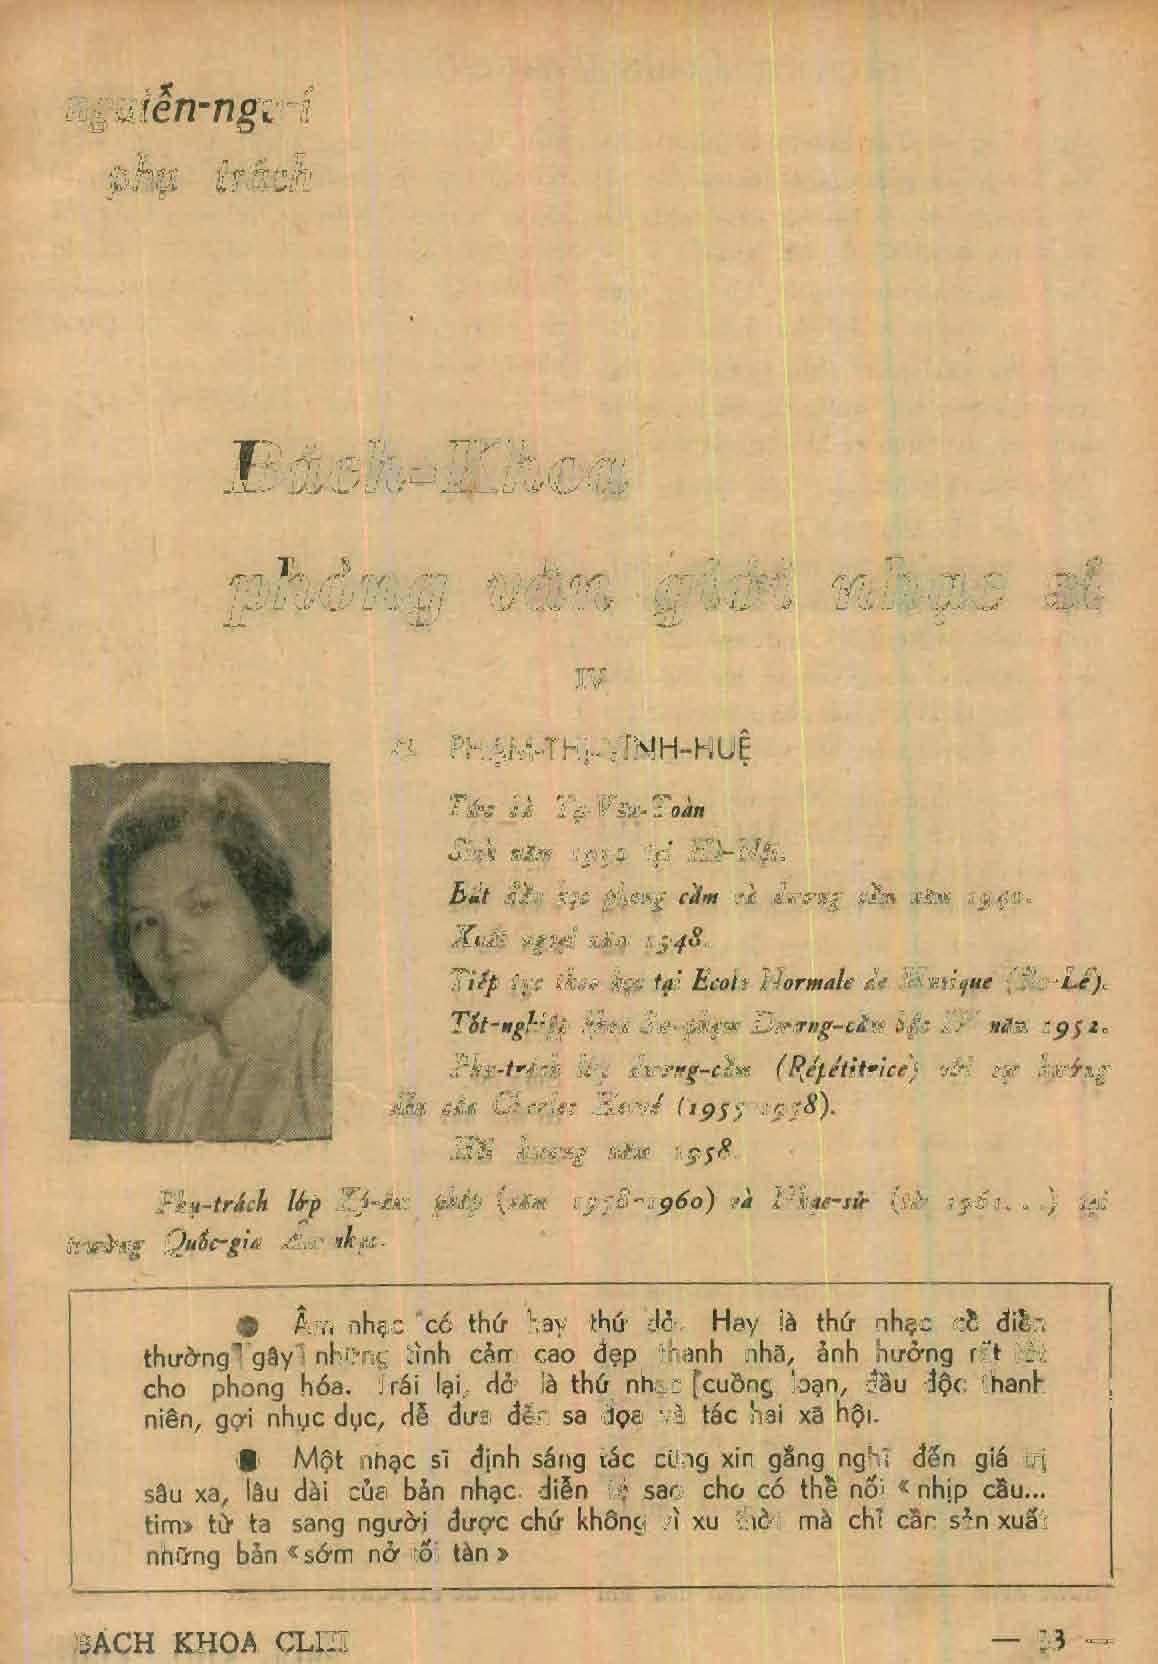 nguiễn-ngu-í
phụ trách
Bách-Khoa
phỏng vấn giới nhạc sĩ
IV
PHẠM-THỊ-VĨNH-HUỆ
Tức bà Tạ-Văn-Toàn
Sinh năm 1930 tại Hà-Nội.
Bắt đầu học phong cầm và dương cầm năm 1940.
Xuất ngoại năm 1948.
Tiếp tục theo học tại Ecole Normale de Musique (Ba-Lê).
Tốt-nghiệp khoa Sư-phạm Dương-cầm bậc IV năm 1952.
Phụ-trách lớp dương-cầm (Répétitrice) với sự hướng
dẫn của Charles Hervé (1955-1958).
Hồi hương năm 1958.
Phụ-trách lớp Ký-âm pháp (năm 1958-1960) và Nhạc-sử (từ 1961...) tại
trường Quốc-gia Âm nhạc.
● Âm nhạc có thứ hay thứ dở. Hay là thứ nhạc cổ điển
thường gây những tình cảm cao đẹp thanh nhã, ảnh hưởng rất tốt
cho phong hóa. Trái lại, dở là thứ nhạc cuồng loạn, đầu độc thanh
niên, gợi nhục dục, dễ đưa đến sa đọa và tác hại xã hội.
● Một nhạc sĩ định sáng tác cũng xin gắng nghĩ đến giá trị
sâu xa, lâu dài của bản nhạc, diễn tả sao cho có thể nối « nhịp cầu...
tim» từ ta sang người được chứ không vì xu thời mà chỉ cần sản xuất
những bản « sớm nở tối tàn »
BÁCH KHOA CLIII